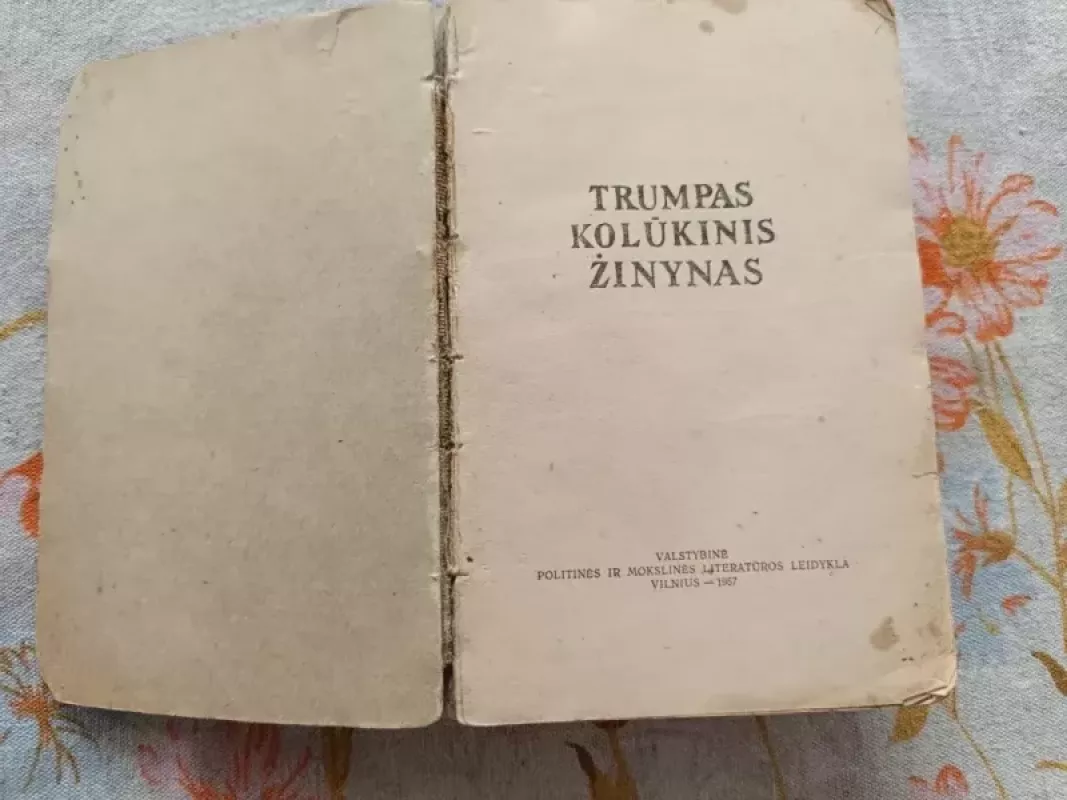 TRUMPAS
KOLŪKINIS
ŽINYNAS
VALSTYBINĖ
POLITINĖS IR MOKSLINĖS LITERATŪROS LEIDYKLA
VILNIUS — 1957